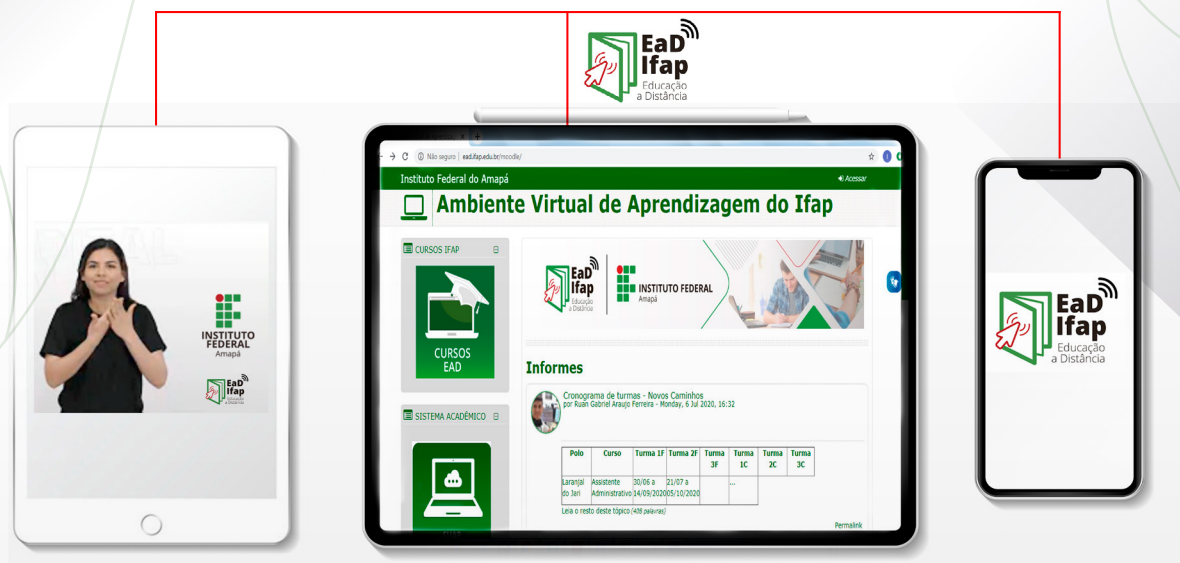 EaD
Ifap
Educação
a Distância
INSTITUTO
FEDERAL
Amapá
EaD
Ifap
Educação
a Distância
Não seguro | ead.ifap.edu.br/moodle/
Instituto Federal do Amapá
Acessar
Ambiente Virtual de Aprendizagem do Ifap
CURSOS IFAP
CURSOS
EAD
SISTEMA ACADÊMICO
EaD
Ifap
Educação
a Distância
INSTITUTO FEDERAL
Amapá
Informes
Cronograma de turmas - Novos Caminhos
por Ruan Gabriel Araujo Ferreira - Monday, 6 Jul 2020, 16:32
Polo Curso Turma 1F Turma 2F Turma 3F Turma 1C Turma 2C Turma 3C
Laranjal Assistente 30/06 a 21/07 a ...
do Jari Administrativo 14/09/2020 05/10/2020
Leia o resto deste tópico (408 palavras)
Permalink
EaD
Ifap
Educação
a Distância